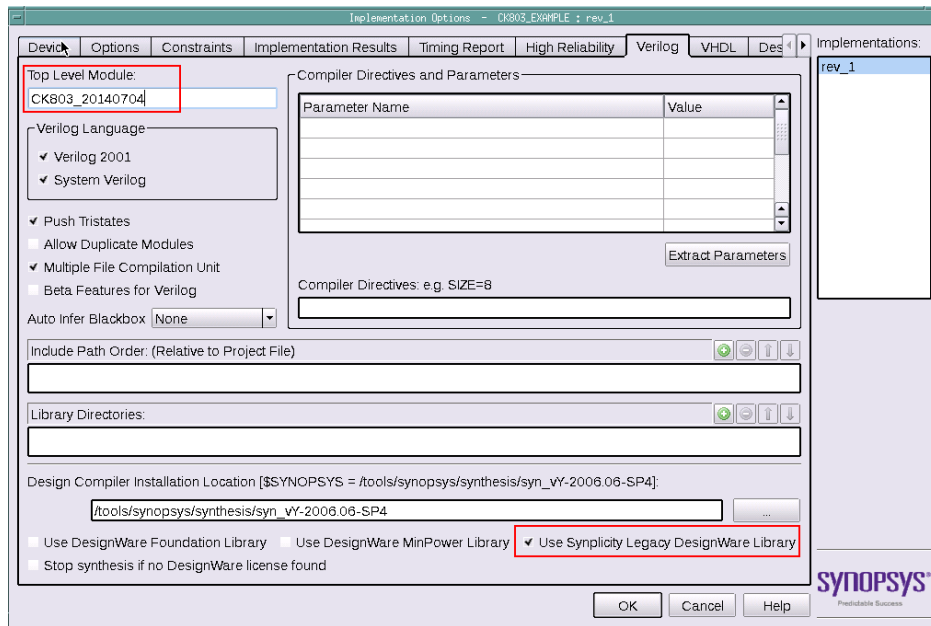 Implementation Options - CK803_EXAMPLE : rev_1
Device Options Constraints Implementation Results Timing Report High Reliability Verilog VHDL Des
Implementations:
rev_1
Top Level Module:
CK803_20140704
Verilog Language
Verilog 2001
System Verilog
Push Tristates
Allow Duplicate Modules
Multiple File Compilation Unit
Beta Features for Verilog
Auto Infer Blackbox None
Compiler Directives and Parameters
Parameter Name Value
Extract Parameters
Compiler Directives: e.g. SIZE=8
Include Path Order: (Relative to Project File)
Library Directories:
Design Compiler Installation Location [$SYNOPSYS = /tools/synopsys/synthesis/syn_vY-2006.06-SP4]:
/tools/synopsys/synthesis/syn_vY-2006.06-SP4 ...
Use DesignWare Foundation Library Use DesignWare MinPower Library Use Synplicity Legacy DesignWare Library
Stop synthesis if no DesignWare license found
OK Cancel Help
SYNOPSYS®
Predictable Success